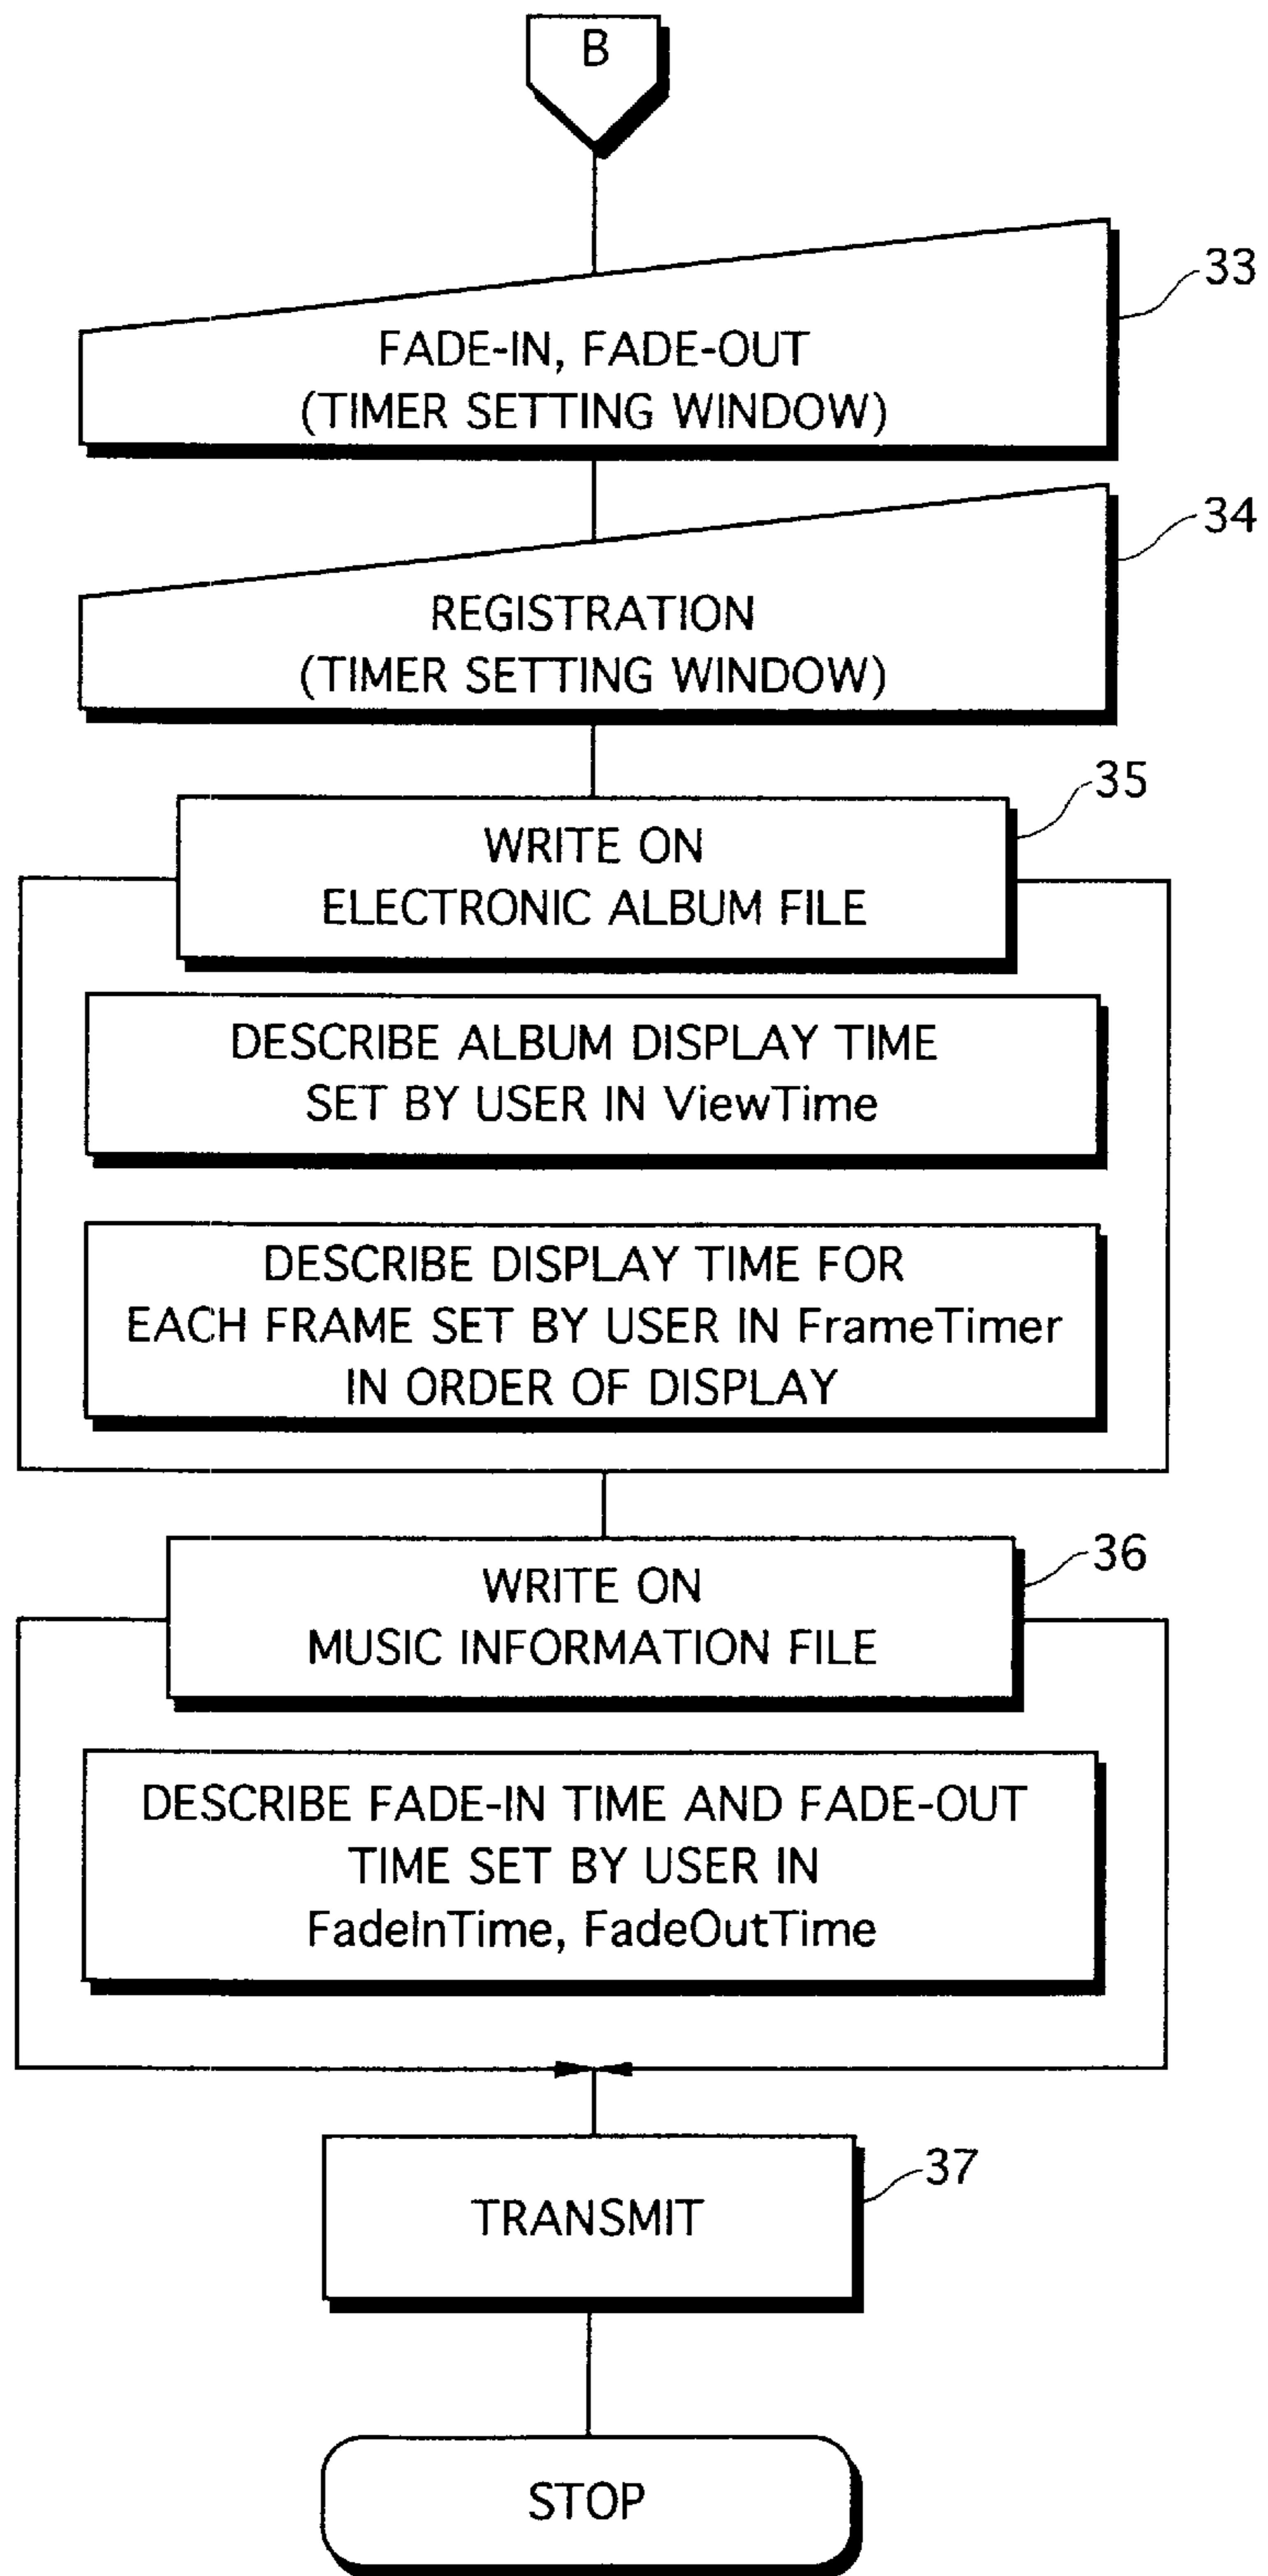 B
33
FADE-IN, FADE-OUT
(TIMER SETTING WINDOW)
34
REGISTRATION
(TIMER SETTING WINDOW)
35
WRITE ON
ELECTRONIC ALBUM FILE
DESCRIBE ALBUM DISPLAY TIME
SET BY USER IN ViewTime
DESCRIBE DISPLAY TIME FOR
EACH FRAME SET BY USER IN FrameTimer
IN ORDER OF DISPLAY
36
WRITE ON
MUSIC INFORMATION FILE
DESCRIBE FADE-IN TIME AND FADE-OUT
TIME SET BY USER IN
FadeInTime, FadeOutTime
37
TRANSMIT
STOP